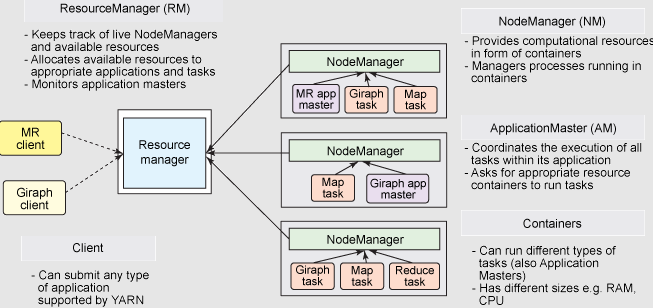 ResourceManager (RM)
- Keeps track of live NodeManagers
and available resources
- Allocates available resources to
appropriate applications and tasks
- Monitors application masters
MR
client
Giraph
client
Client
- Can submit any type
of application
supported by YARN
Resource
manager
NodeManager
MR app
master
Giraph
task
Map
task
NodeManager
Map
task
Giraph app
master
NodeManager
Giraph
task
Map
task
Reduce
task
NodeManager (NM)
- Provides computational resources
in form of containers
- Managers processes running in
containers
ApplicationMaster (AM)
- Coordinates the execution of all
tasks within its application
- Asks for appropriate resource
containers to run tasks
Containers
- Can run different types of
tasks (also Application
Masters)
- Has different sizes e.g. RAM,
CPU